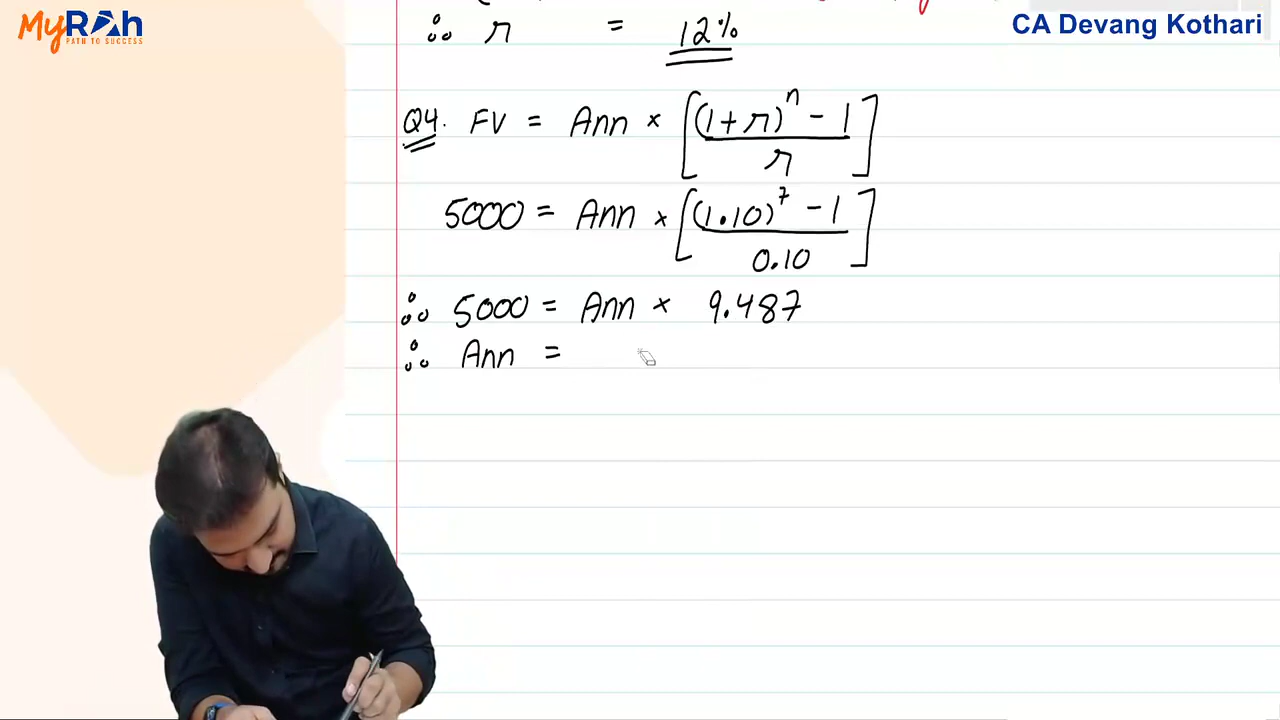 MyRAh
PATH TO SUCCESS
CA Devang Kothari
∴ r = 12%
Q4. FV = Ann × [(1+r)^n - 1 / r]
5000 = Ann × [(1.10)^7 - 1 / 0.10]
∴ 5000 = Ann × 9.487
∴ Ann =